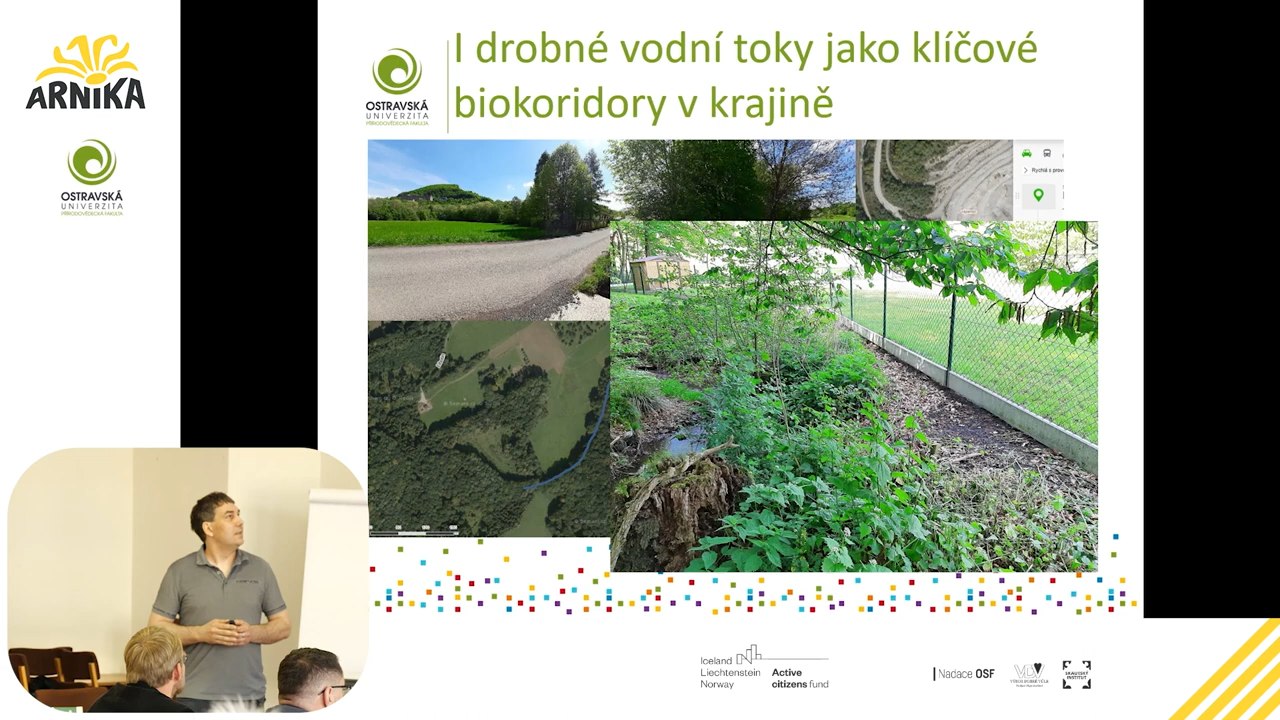 ARNIKA
OSTRAVSKÁ
UNIVERZITA
PŘÍRODOVĚDECKÁ FAKULTA
I drobné vodní toky jako klíčové
biokoridory v krajině
OSTRAVSKÁ
UNIVERZITA
PŘÍRODOVĚDECKÁ FAKULTA
Iceland
Liechtenstein
Norway
Active
citizens fund
Nadace OSF
SKAUTSKÝ
INSTITUT